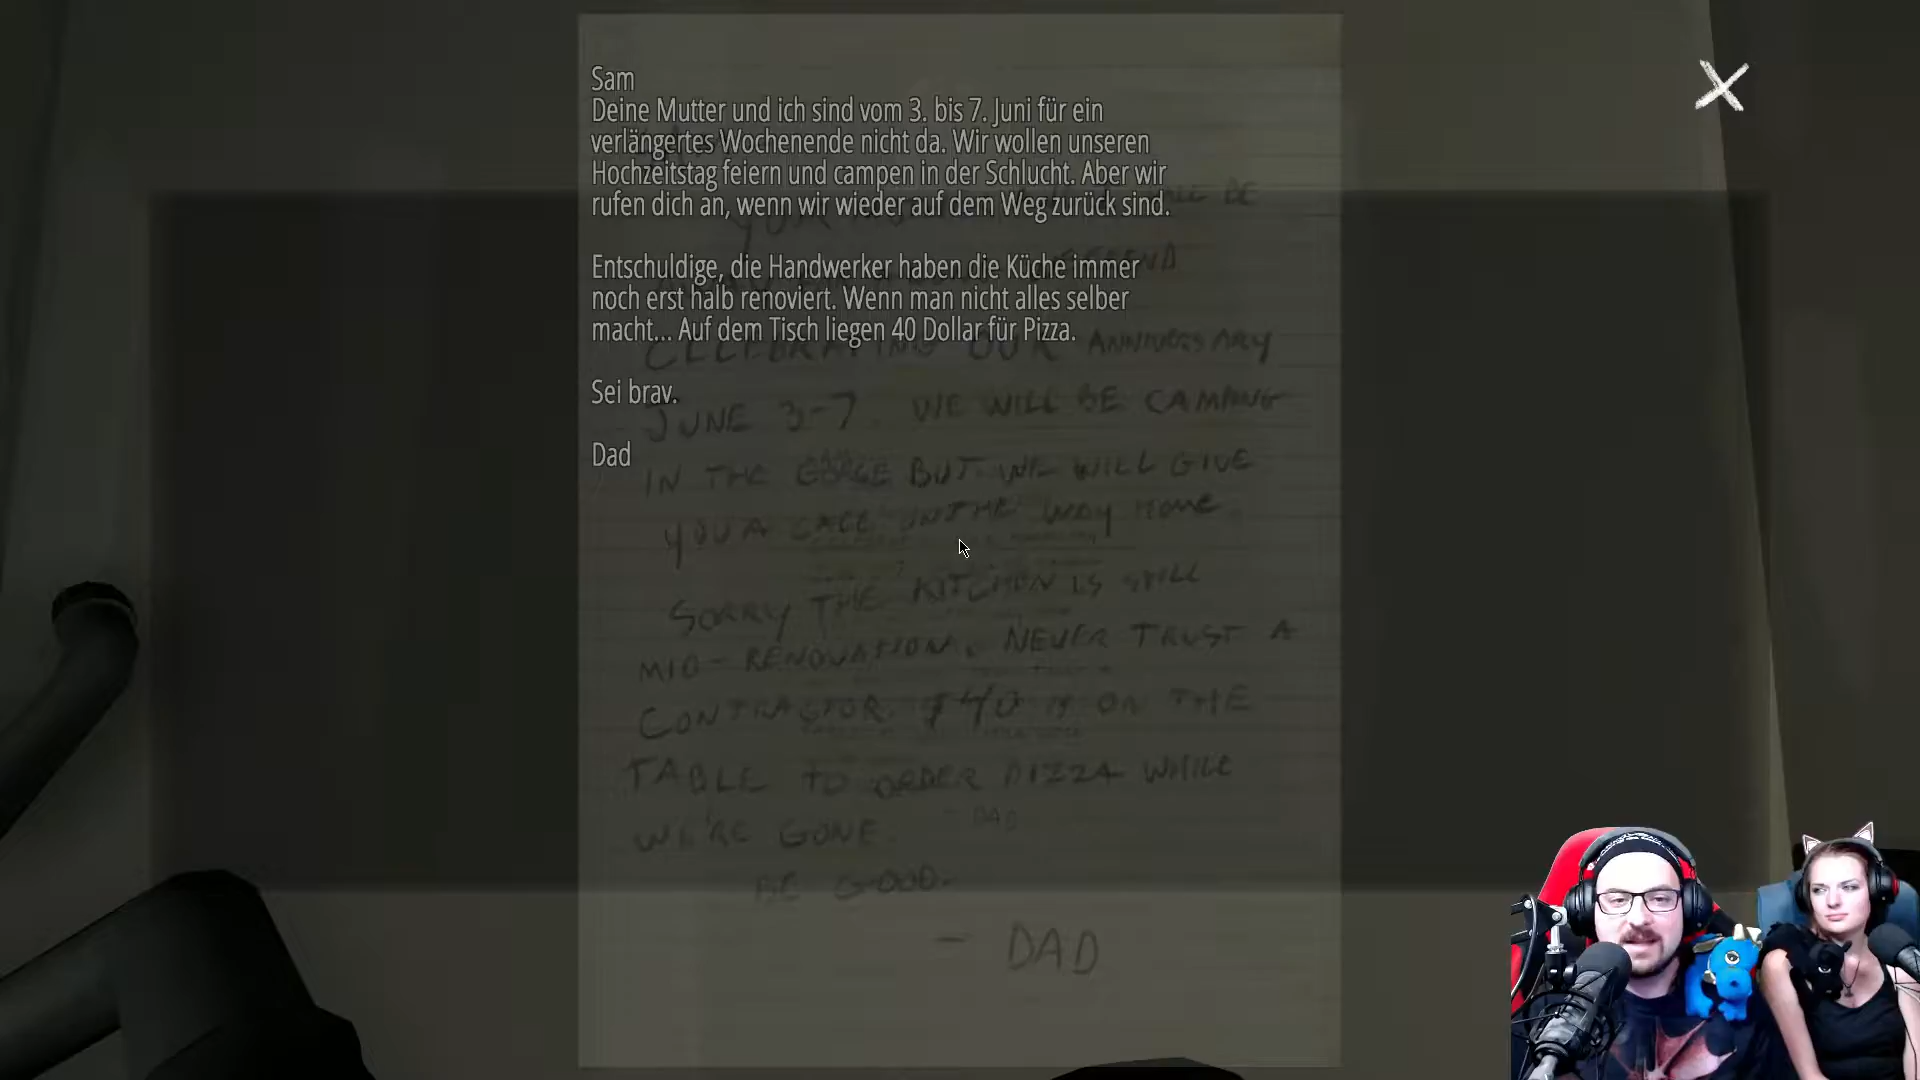 Sam
Deine Mutter und ich sind vom 3. bis 7. Juni für ein
verlängertes Wochenende nicht da. Wir wollen unseren
Hochzeitstag feiern und campen in der Schlucht. Aber wir
rufen dich an, wenn wir wieder auf dem Weg zurück sind.
Entschuldige, die Handwerker haben die Küche immer
noch erst halb renoviert. Wenn man nicht alles selber
macht... Auf dem Tisch liegen 40 Dollar für Pizza.
Sei brav.
Dad
BE
CELEBRATING OUR ANNIVERSARY
JUNE 3-7. WE WILL BE CAMPING
IN THE GORGE BUT WE WILL GIVE
YOU A CALL ON THE WAY HOME.
SORRY THE KITCHEN IS STILL
MID-RENOVATION. NEVER TRUST A
CONTRACTOR. $40 IS ON THE
TABLE TO ORDER PIZZA WHILE
WE'RE GONE.
BE GOOD.
- DAD